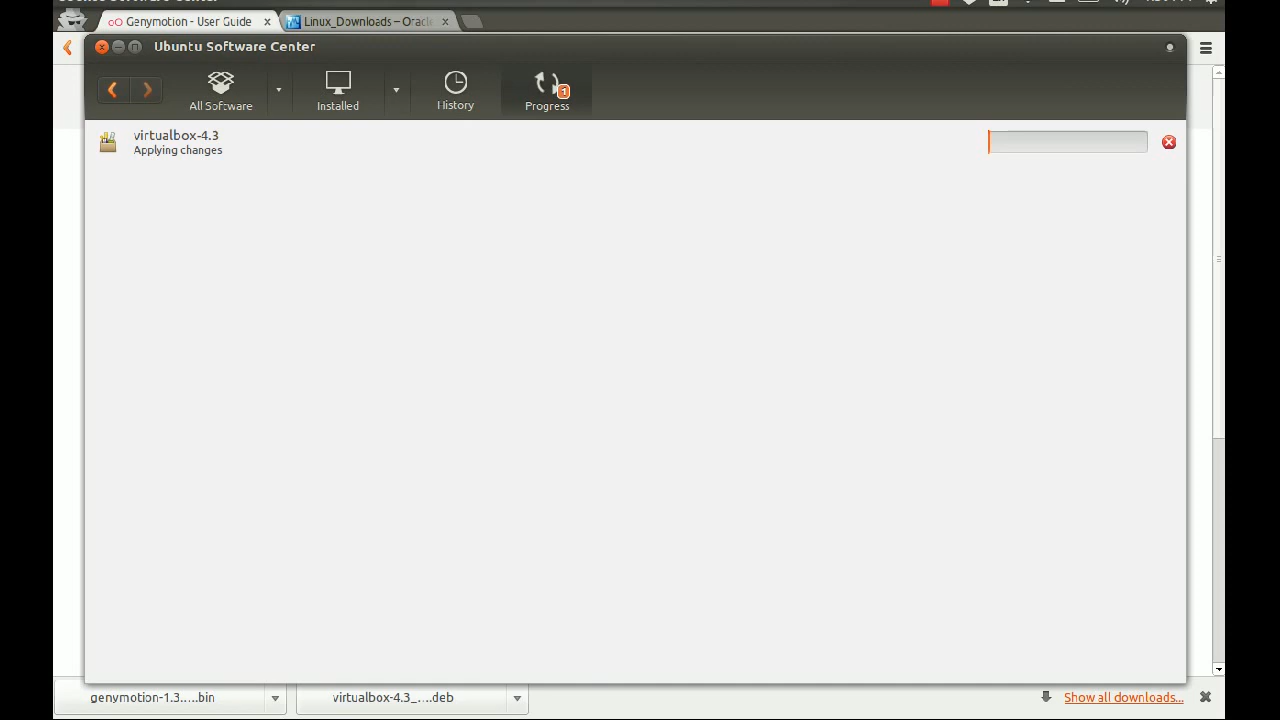 Genymotion - User Guide
Linux_Downloads – Oracle
Ubuntu Software Center
All Software
Installed
History
Progress
1
virtualbox-4.3
Applying changes
genymotion-1.3.....bin
virtualbox-4.3_....deb
Show all downloads...